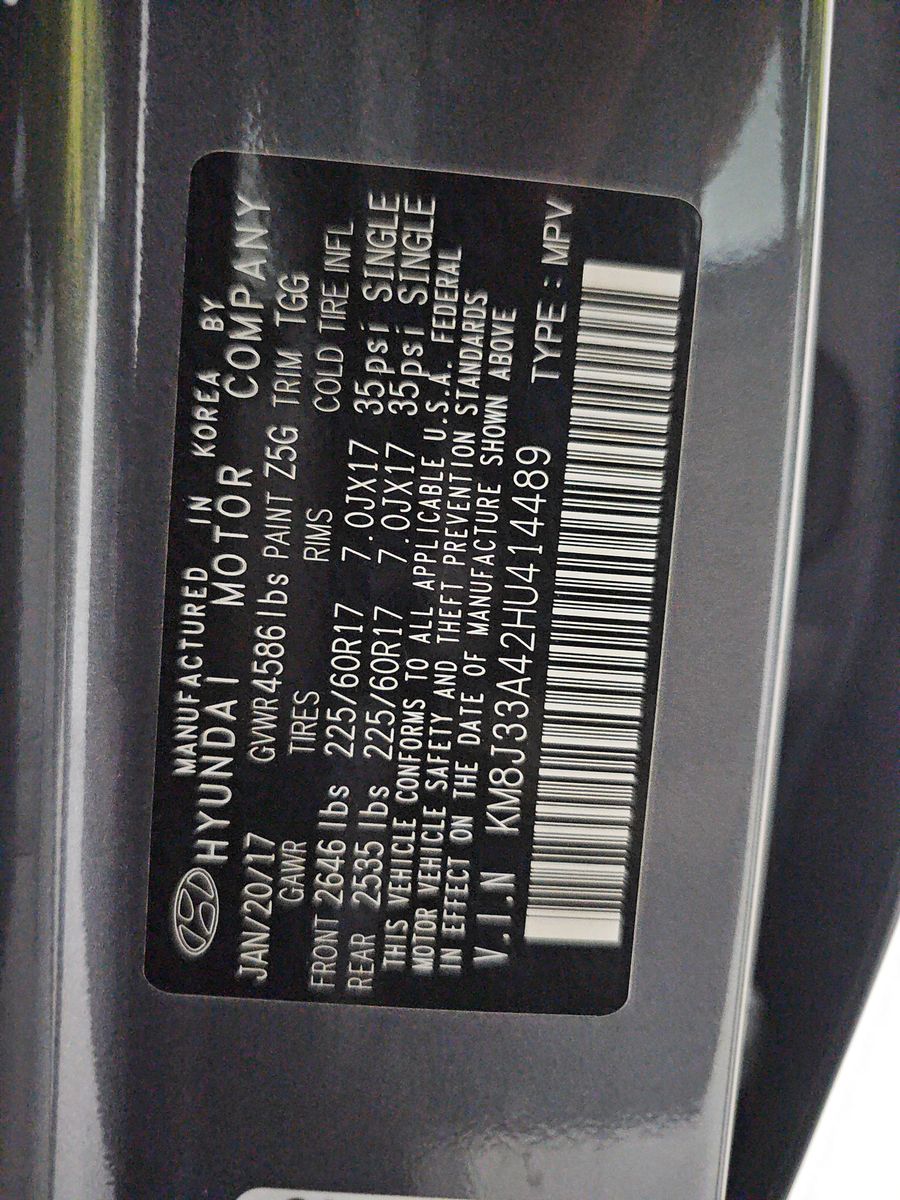 MANUFACTURED IN KOREA BY
HYUNDAI MOTOR COMPANY
JAN/20/17 GVWR4586lbs PAINT Z5G TRIM TGG
GAWR TIRES RIMS COLD TIRE INFL
FRONT 2646 lbs 225/60R17 7.0JX17 35psi SINGLE
REAR 2535 lbs 225/60R17 7.0JX17 35psi SINGLE
THIS VEHICLE CONFORMS TO ALL APPLICABLE U.S.A. FEDERAL
MOTOR VEHICLE SAFETY AND THEFT PREVENTION STANDARDS
IN EFFECT ON THE DATE OF MANUFACTURE SHOWN ABOVE
V.I.N KM8J33A42HU414489 TYPE : MPV